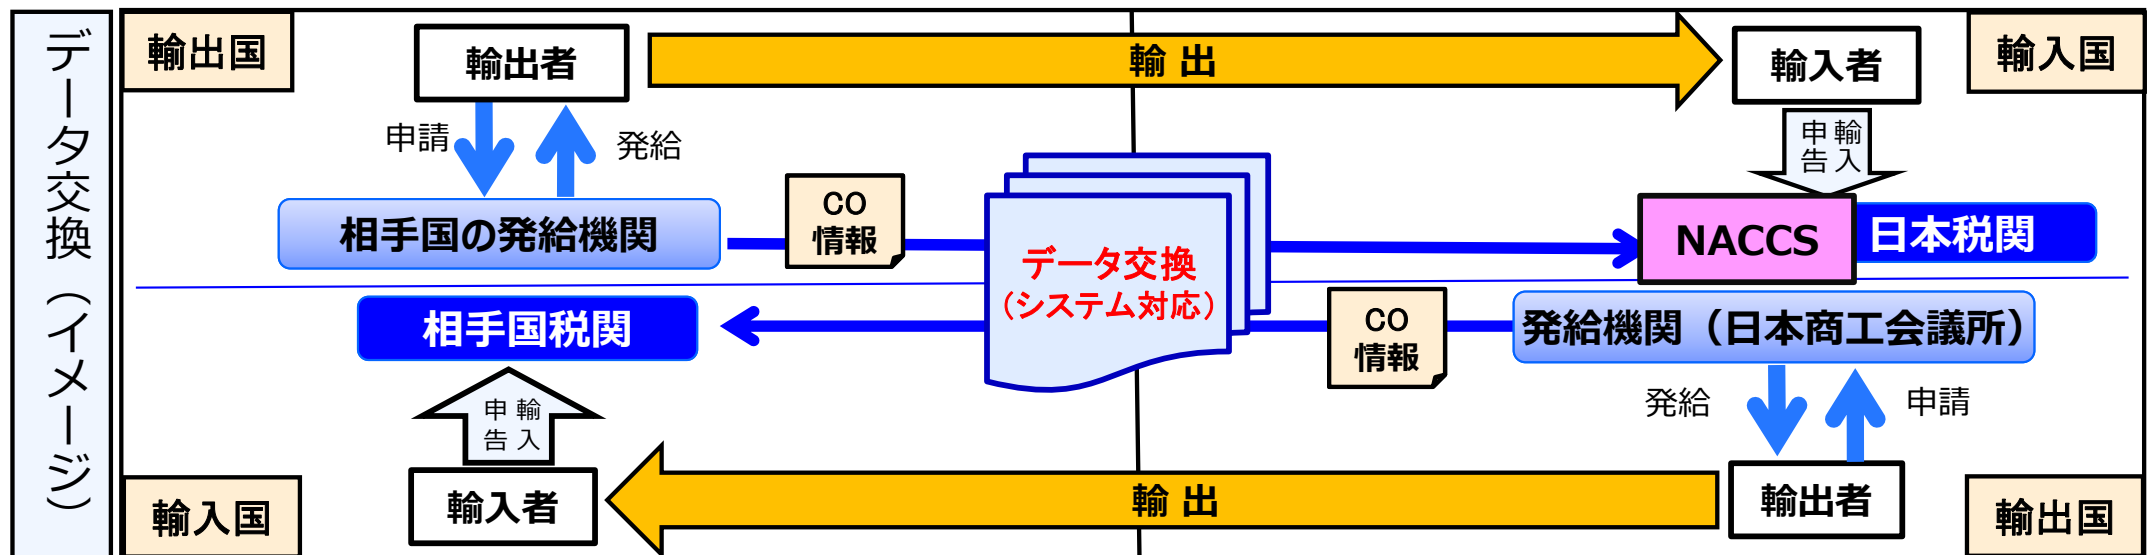 データ交換（イメージ）
輸出国
輸出者
輸 出
輸入者
輸入国
申請
発給
輸入
申告
相手国の発給機関
CO
情報
データ交換
（システム対応）
NACCS
日本税関
相手国税関
CO
情報
発給機関（日本商工会議所）
輸入
申告
発給
申請
輸入国
輸入者
輸 出
輸出者
輸出国